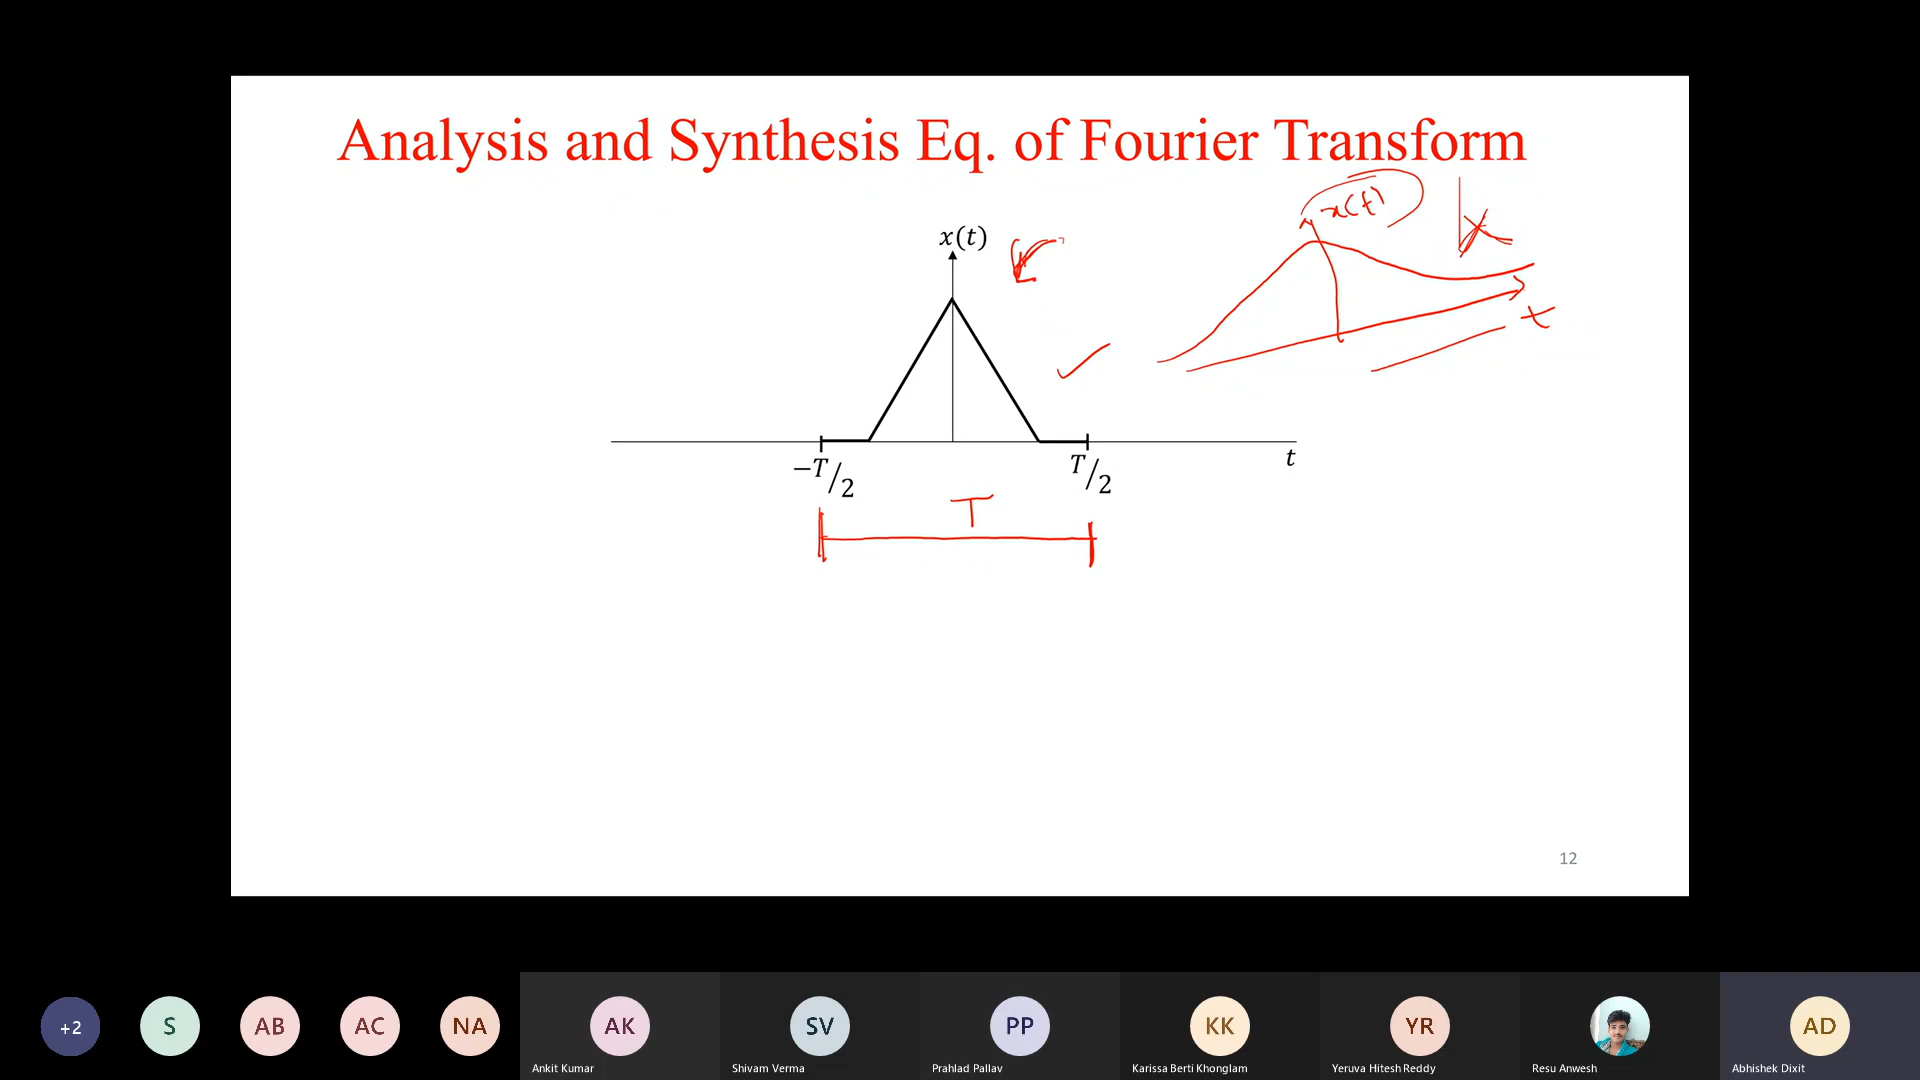 Analysis and Synthesis Eq. of Fourier Transform
x(t)
x(t)
t
t
−T/2
T/2
T
12
+2
S
AB
AC
NA
AK
SV
PP
KK
YR
AD
Ankit Kumar
Shivam Verma
Prahlad Pallav
Karissa Berti Khonglam
Yeruva Hitesh Reddy
Resu Anwesh
Abhishek Dixit